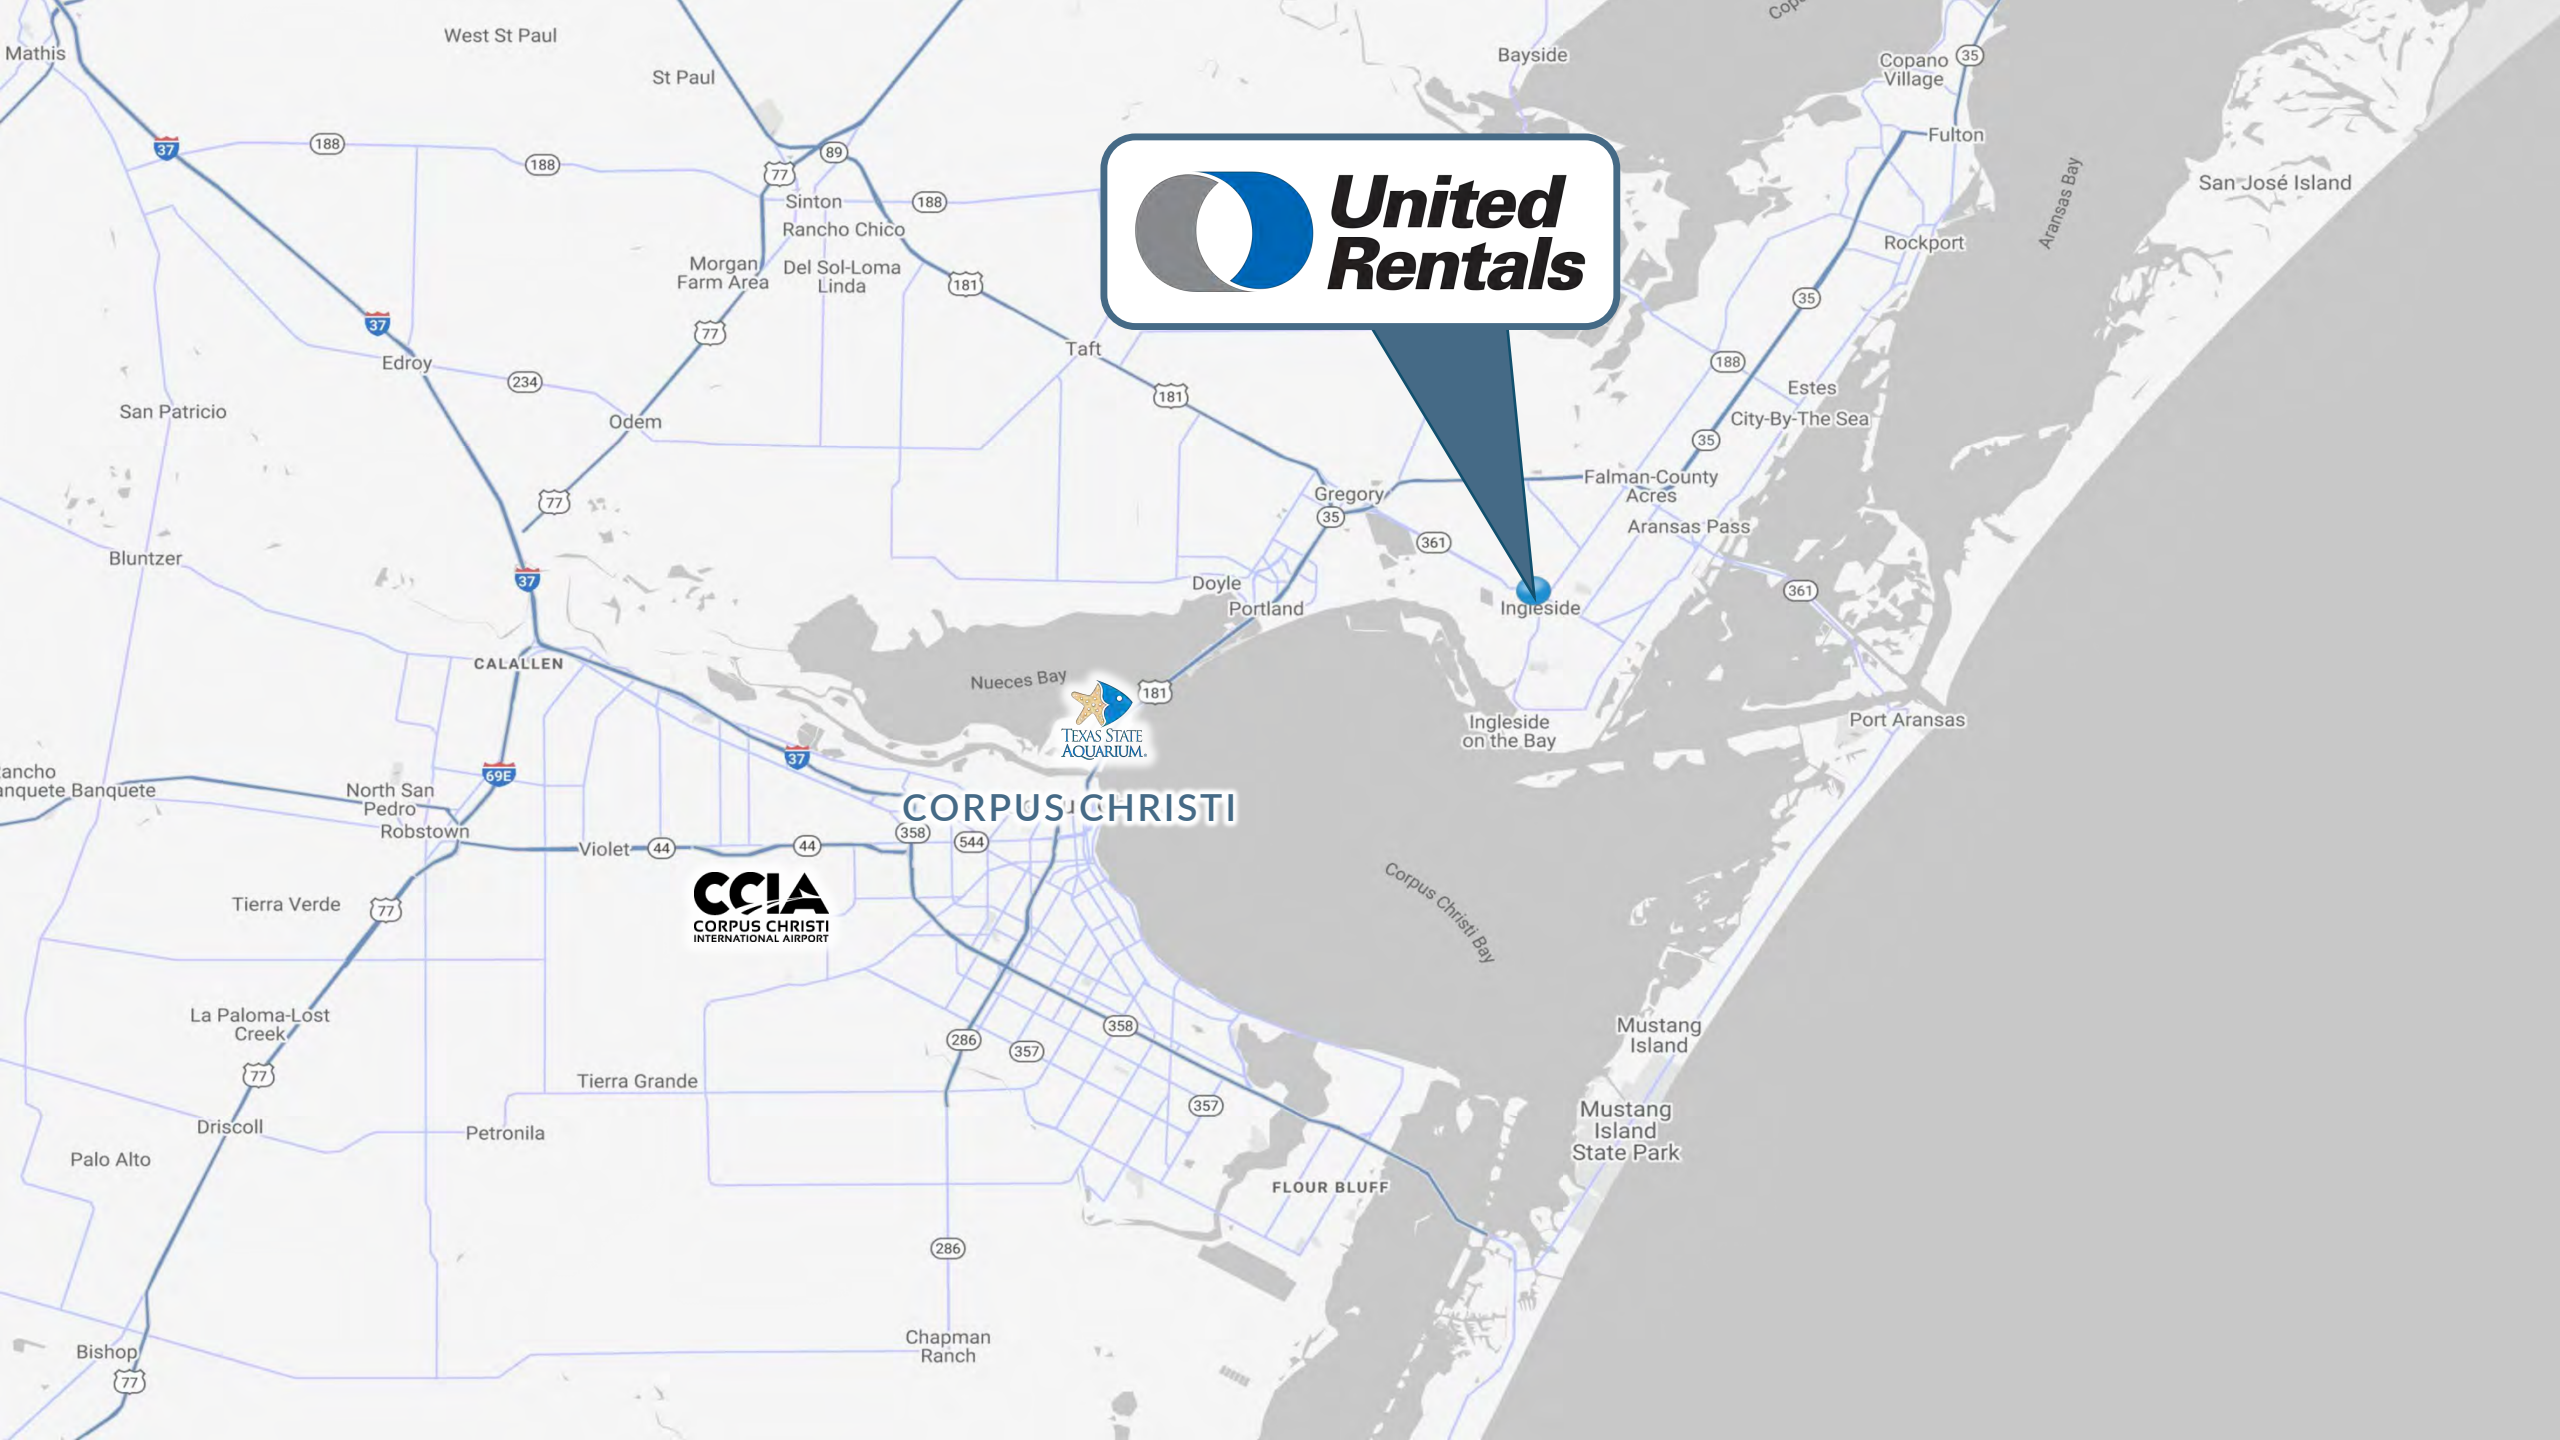 West St Paul
Mathis
St Paul
Bayside
Copano
Village
35
Fulton
37
188
188
89
77
Sinton
188
Rancho Chico
San José Island
Aransas Bay
United
Rentals
Rockport
Morgan
Farm Area
Del Sol-Loma
Linda
181
35
37
77
Edroy
Taft
188
234
181
Estes
San Patricio
Odem
City-By-The Sea
35
Falman-County
Acres
77
Gregory
35
Aransas Pass
361
Bluntzer
37
Doyle
361
Portland
Ingleside
CALALLEN
Nueces Bay
181
TEXAS STATE
AQUARIUM
Port Aransas
Ingleside
on the Bay
37
69E
Banquete
North San
Pedro
CORPUS CHRISTI
Robstown
358
544
Violet
44
44
CCIA
CORPUS CHRISTI
INTERNATIONAL AIRPORT
Corpus Christi Bay
Tierra Verde
77
La Paloma-Lost
Creek
358
Mustang
Island
286
357
77
Tierra Grande
357
Mustang
Island
State Park
Driscoll
Petronila
Palo Alto
FLOUR BLUFF
286
Chapman
Ranch
Bishop
77